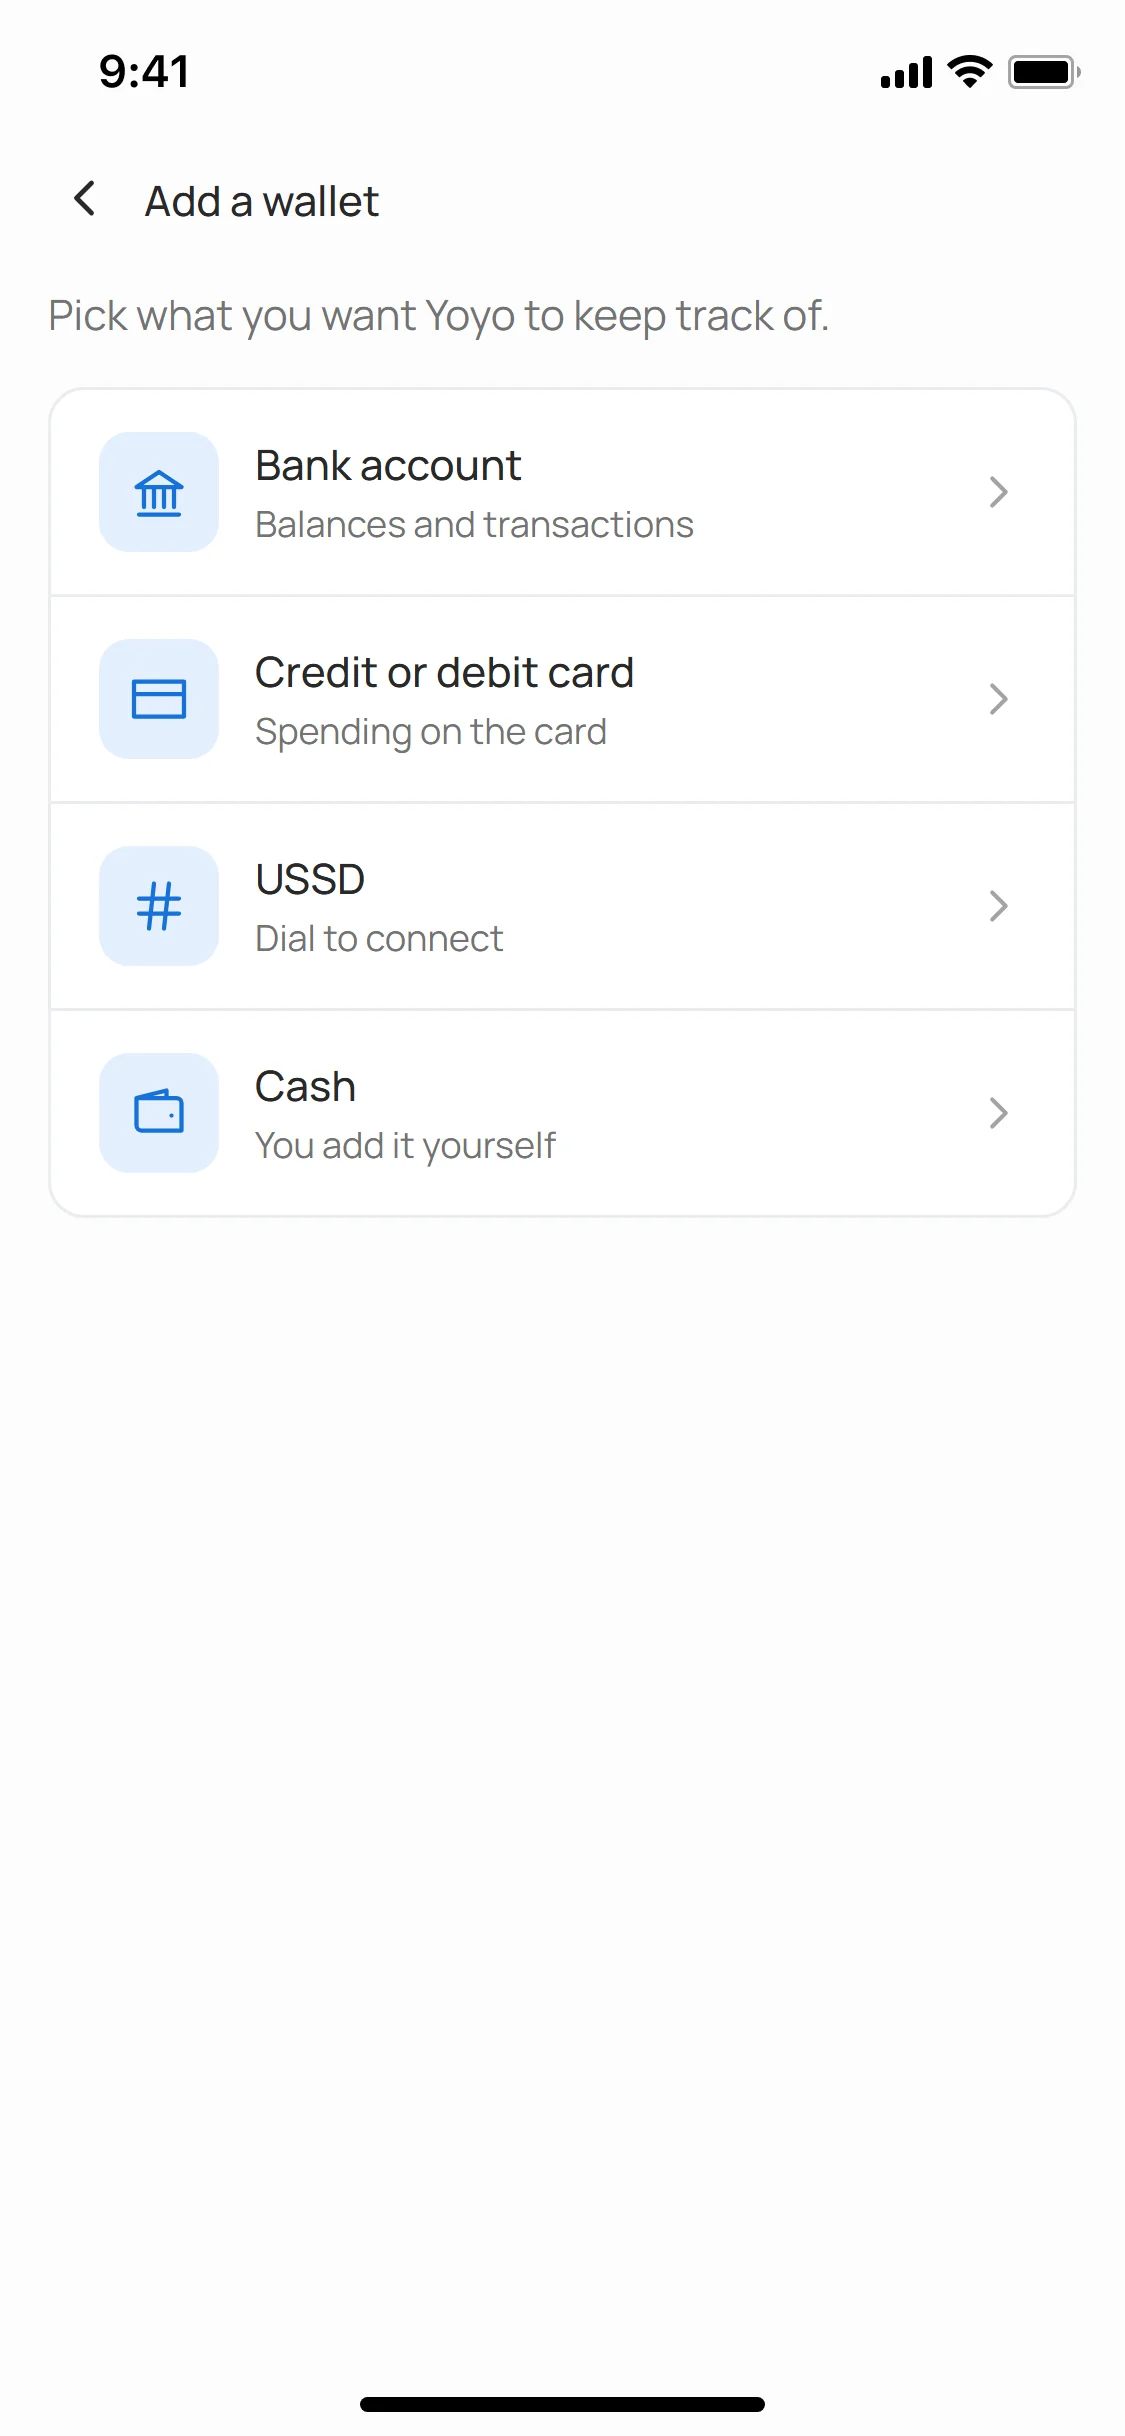 9:41
Add a wallet
Pick what you want Yoyo to keep track of.
Bank account
Balances and transactions
Credit or debit card
Spending on the card
USSD
Dial to connect
Cash
You add it yourself